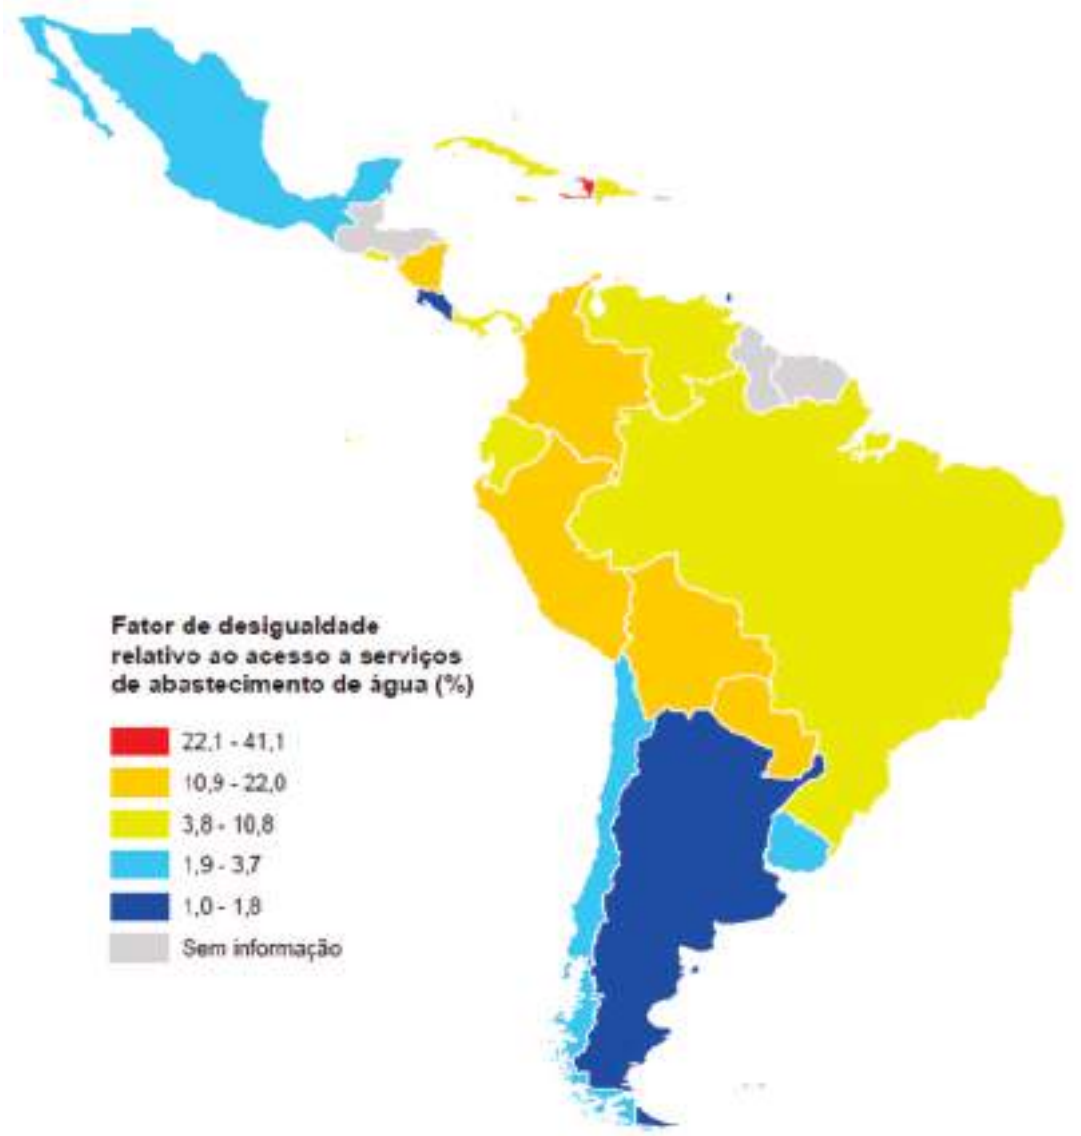 Fator de desigualdade
relativo ao acesso a serviços
de abastecimento de água (%)
22,1 - 41,1
10,9 - 22,0
3,8 - 10,8
1,9 - 3,7
1,0 - 1,8
Sem informação